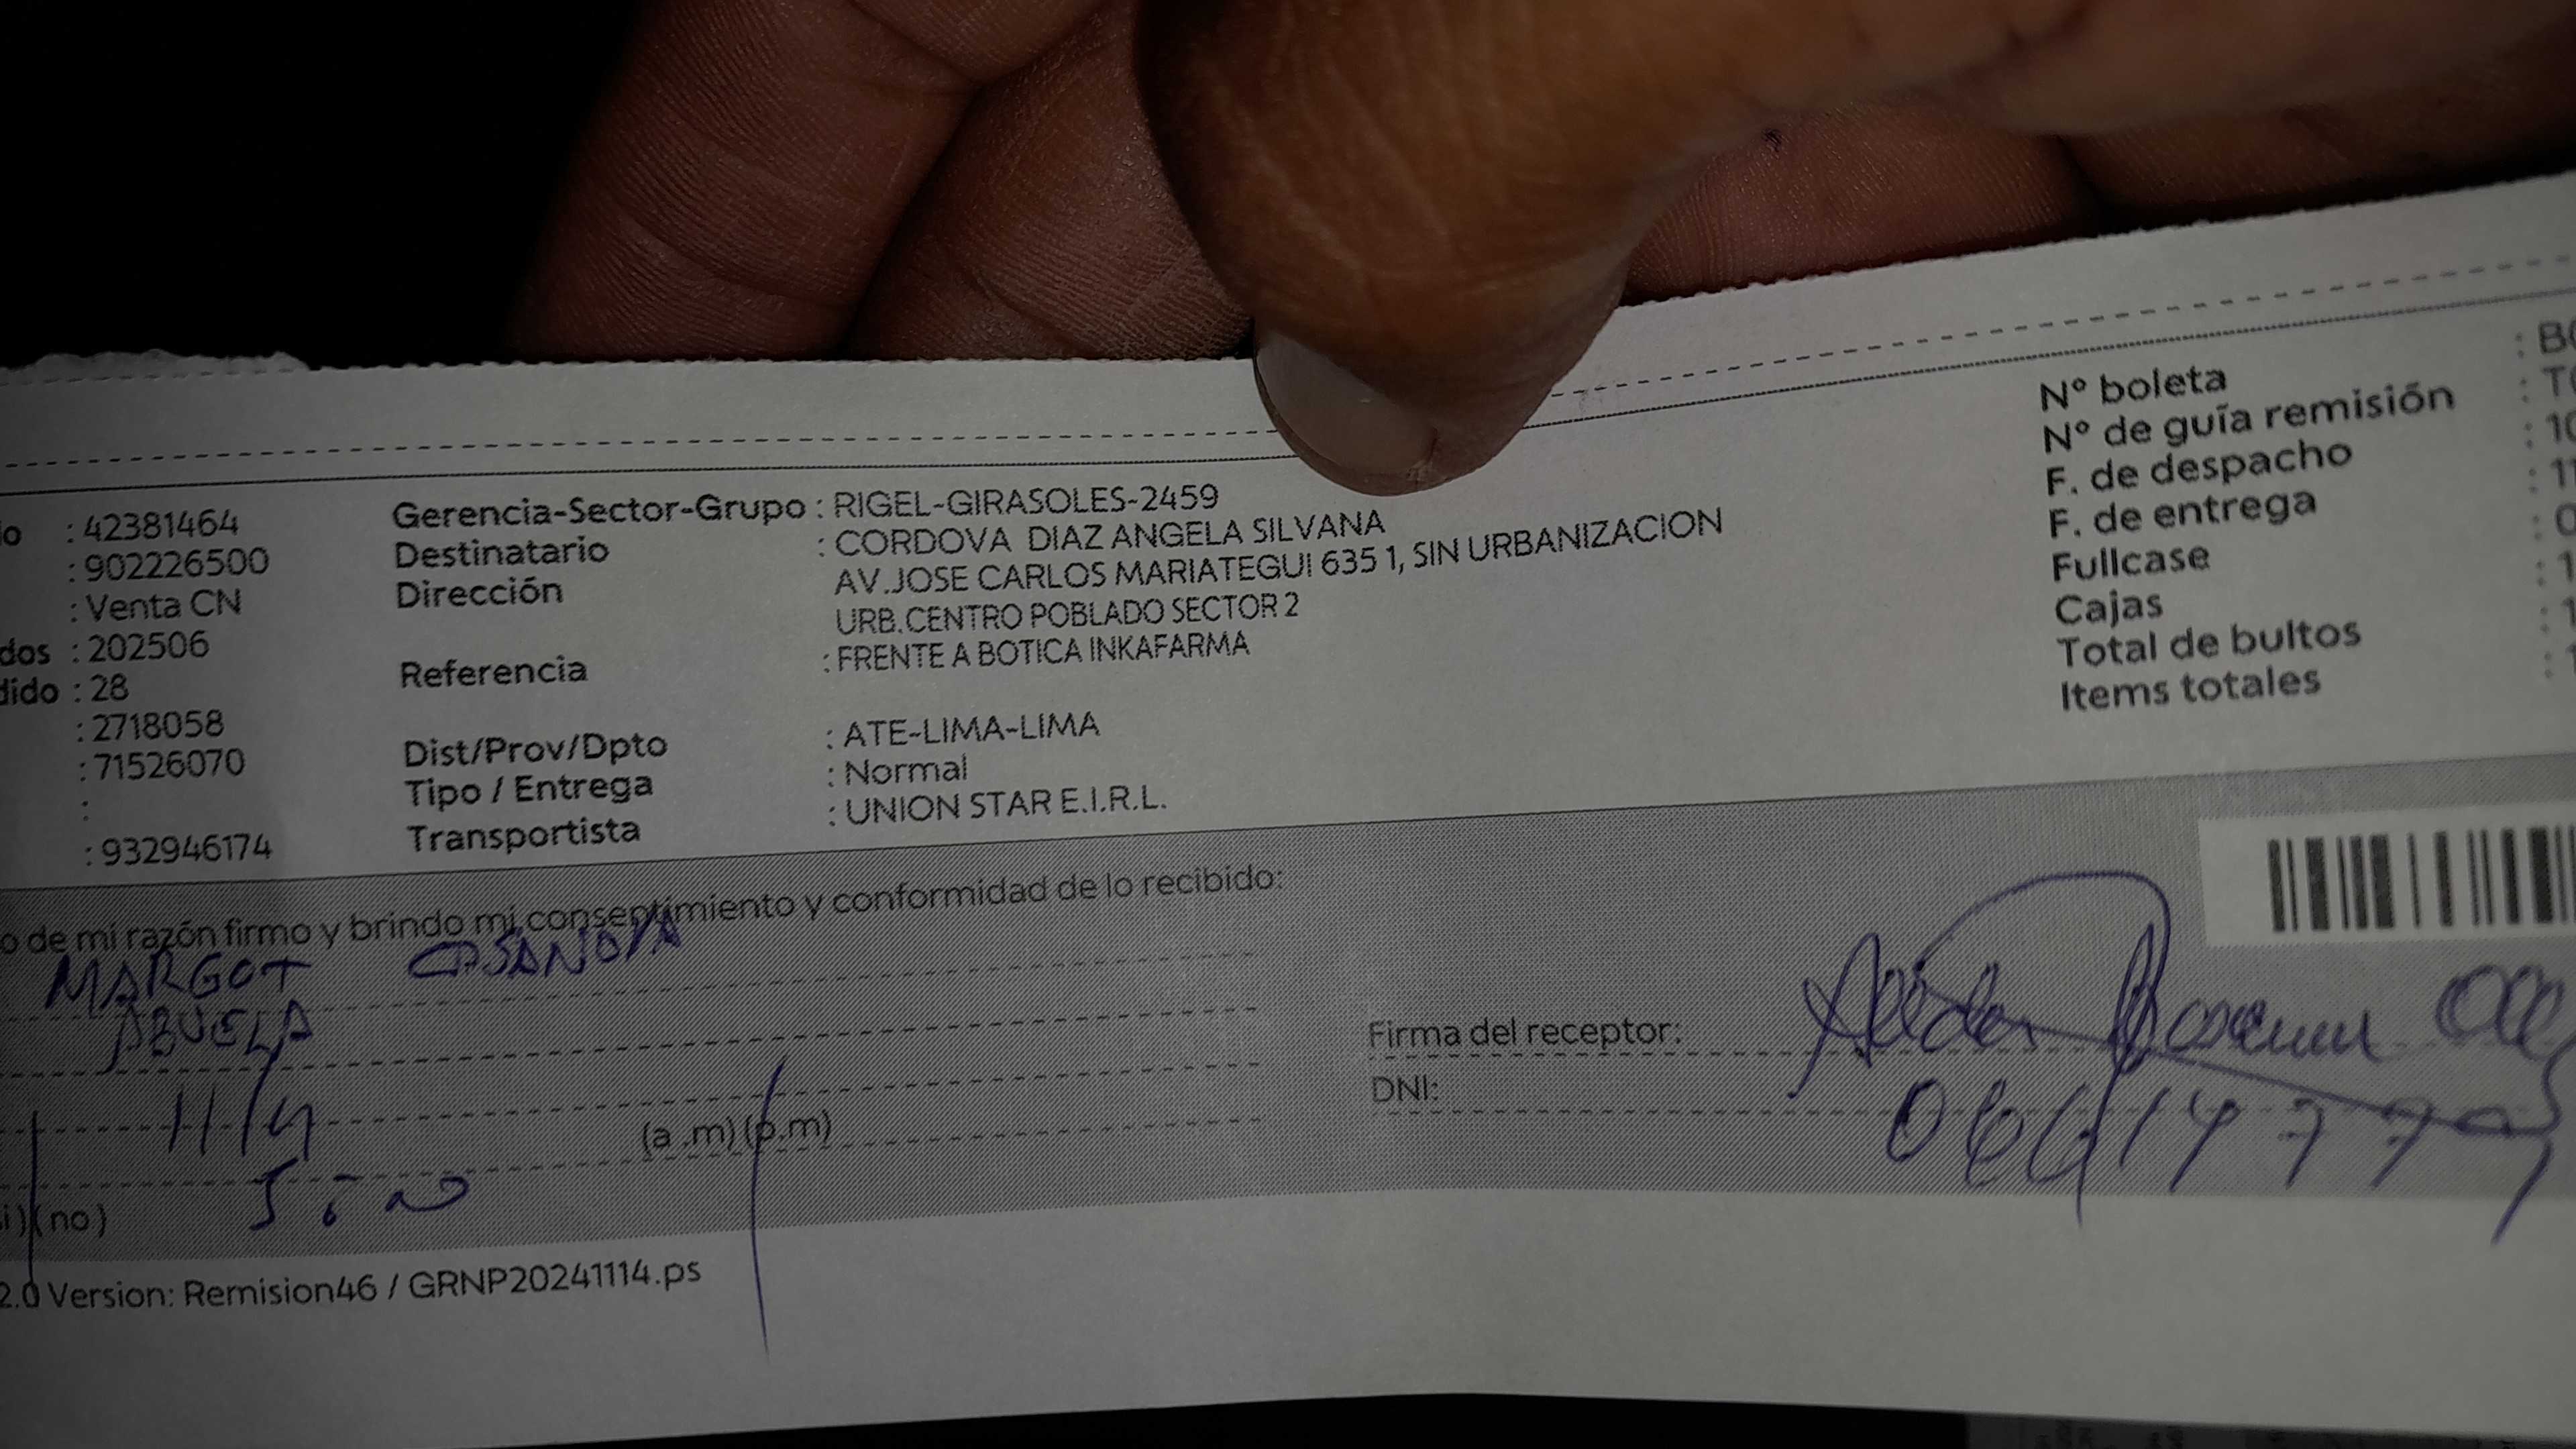 : 42381464
: 902226500
: Venta CN
: 202506
: 28
: 2718058
: 71526070
:
: 932946174
Gerencia-Sector-Grupo : RIGEL-GIRASOLES-2459
Destinatario : CORDOVA DIAZ ANGELA SILVANA
Dirección AV.JOSE CARLOS MARIATEGUI 635 1, SIN URBANIZACION
URB.CENTRO POBLADO SECTOR 2
Referencia : FRENTE A BOTICA INKAFARMA
Dist/Prov/Dpto : ATE-LIMA-LIMA
Tipo / Entrega : Normal
Transportista : UNION STAR E.I.R.L.
N° boleta
N° de guía remisión
F. de despacho
F. de entrega
Fullcase
Cajas
Total de bultos
Items totales
o de mi razón firmo y brindo mi consentimiento y conformidad de lo recibido:
MARGOT CASANOVA
ABUELA
11/4
(a .m) (p.m)
(no)
Firma del receptor:
DNI:
2.0 Version: Remision46 / GRNP20241114.ps